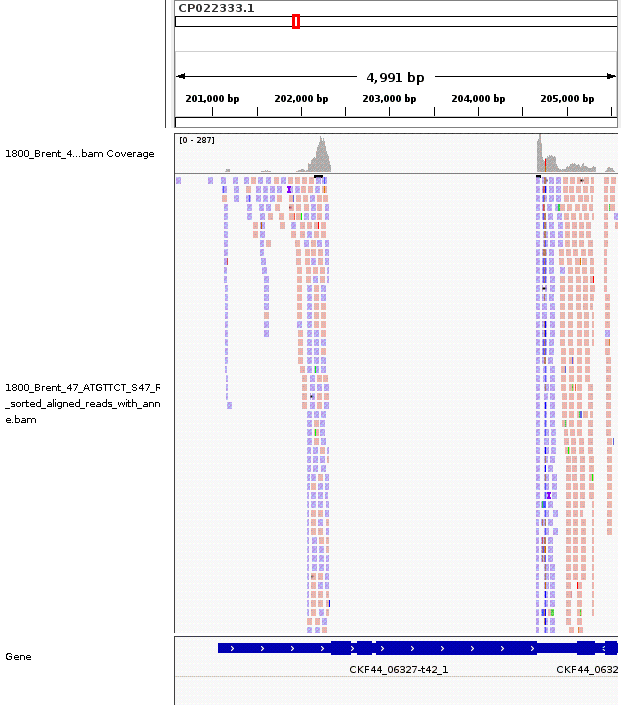 CP022333.1
4,991 bp
201,000 bp 202,000 bp 203,000 bp 204,000 bp 205,000 bp
[0 - 287]
1800_Brent_4...bam Coverage
1800_Brent_47_ATGTTCT_S47_R
_sorted_aligned_reads_with_ann
e.bam
Gene
CKF44_06327-t42_1 CKF44_0632